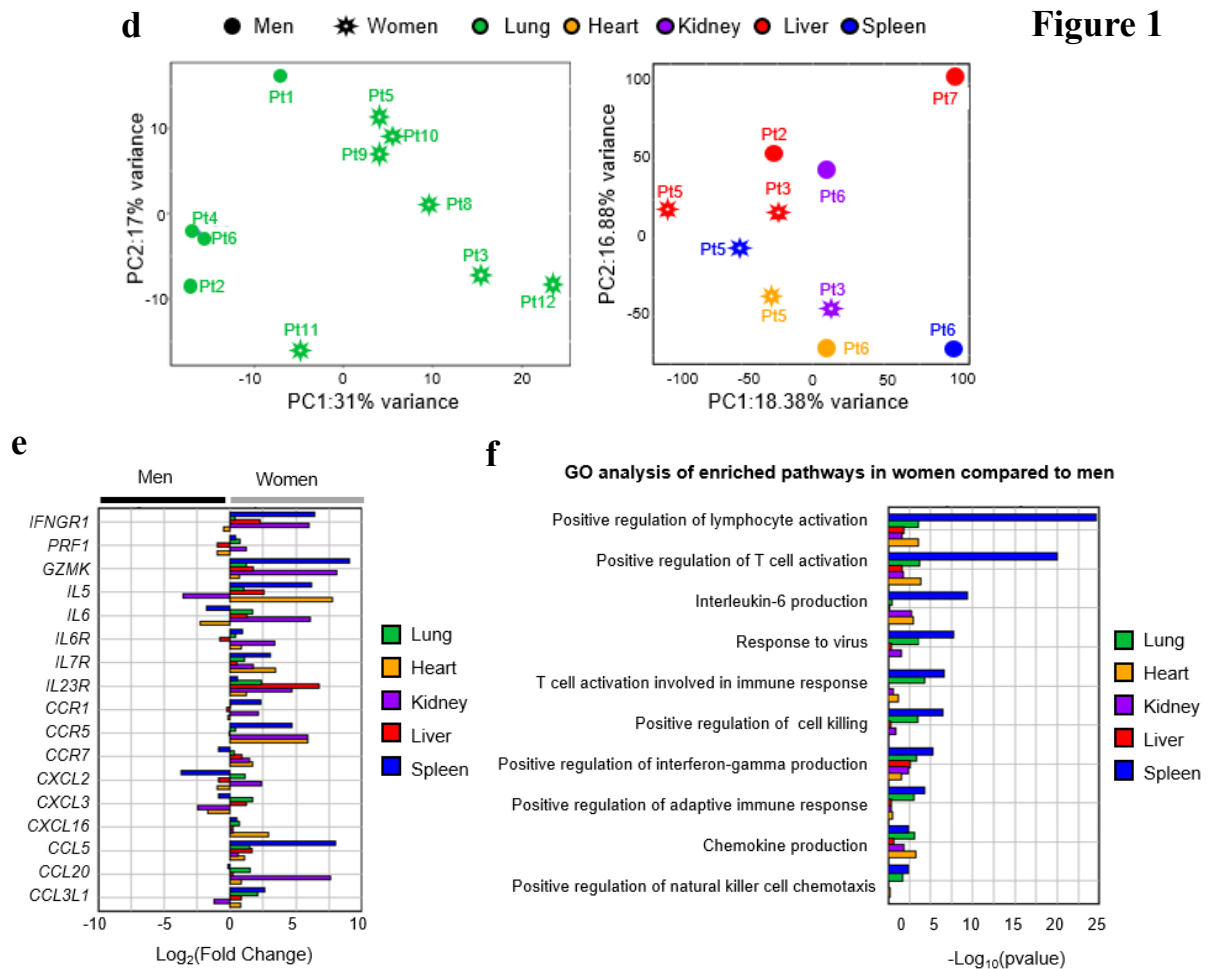 d
Men
Women
Lung
Heart
Kidney
Liver
Spleen
Figure 1
Pt1
Pt5
Pt10
Pt9
Pt8
Pt4
Pt6
Pt2
Pt3
Pt12
Pt11
10
0
-10
PC2:17% variance
-10
0
10
20
PC1:31% variance
100
50
0
-50
PC2:16.88% variance
Pt7
Pt2
Pt6
Pt5
Pt3
Pt5
Pt3
Pt5
Pt6
Pt6
-100
-50
0
50
100
PC1:18.38% variance
e
Men
Women
IFNGR1
PRF1
GZMK
IL5
IL6
IL6R
IL7R
IL23R
CCR1
CCR5
CCR7
CXCL2
CXCL3
CXCL16
CCL5
CCL20
CCL3L1
-10
-5
0
5
10
Log2(Fold Change)
Lung
Heart
Kidney
Liver
Spleen
f
GO analysis of enriched pathways in women compared to men
Positive regulation of lymphocyte activation
Positive regulation of T cell activation
Interleukin-6 production
Response to virus
T cell activation involved in immune response
Positive regulation of cell killing
Positive regulation of interferon-gamma production
Positive regulation of adaptive immune response
Chemokine production
Positive regulation of natural killer cell chemotaxis
0
5
10
15
20
25
-Log10(pvalue)
Lung
Heart
Kidney
Liver
Spleen